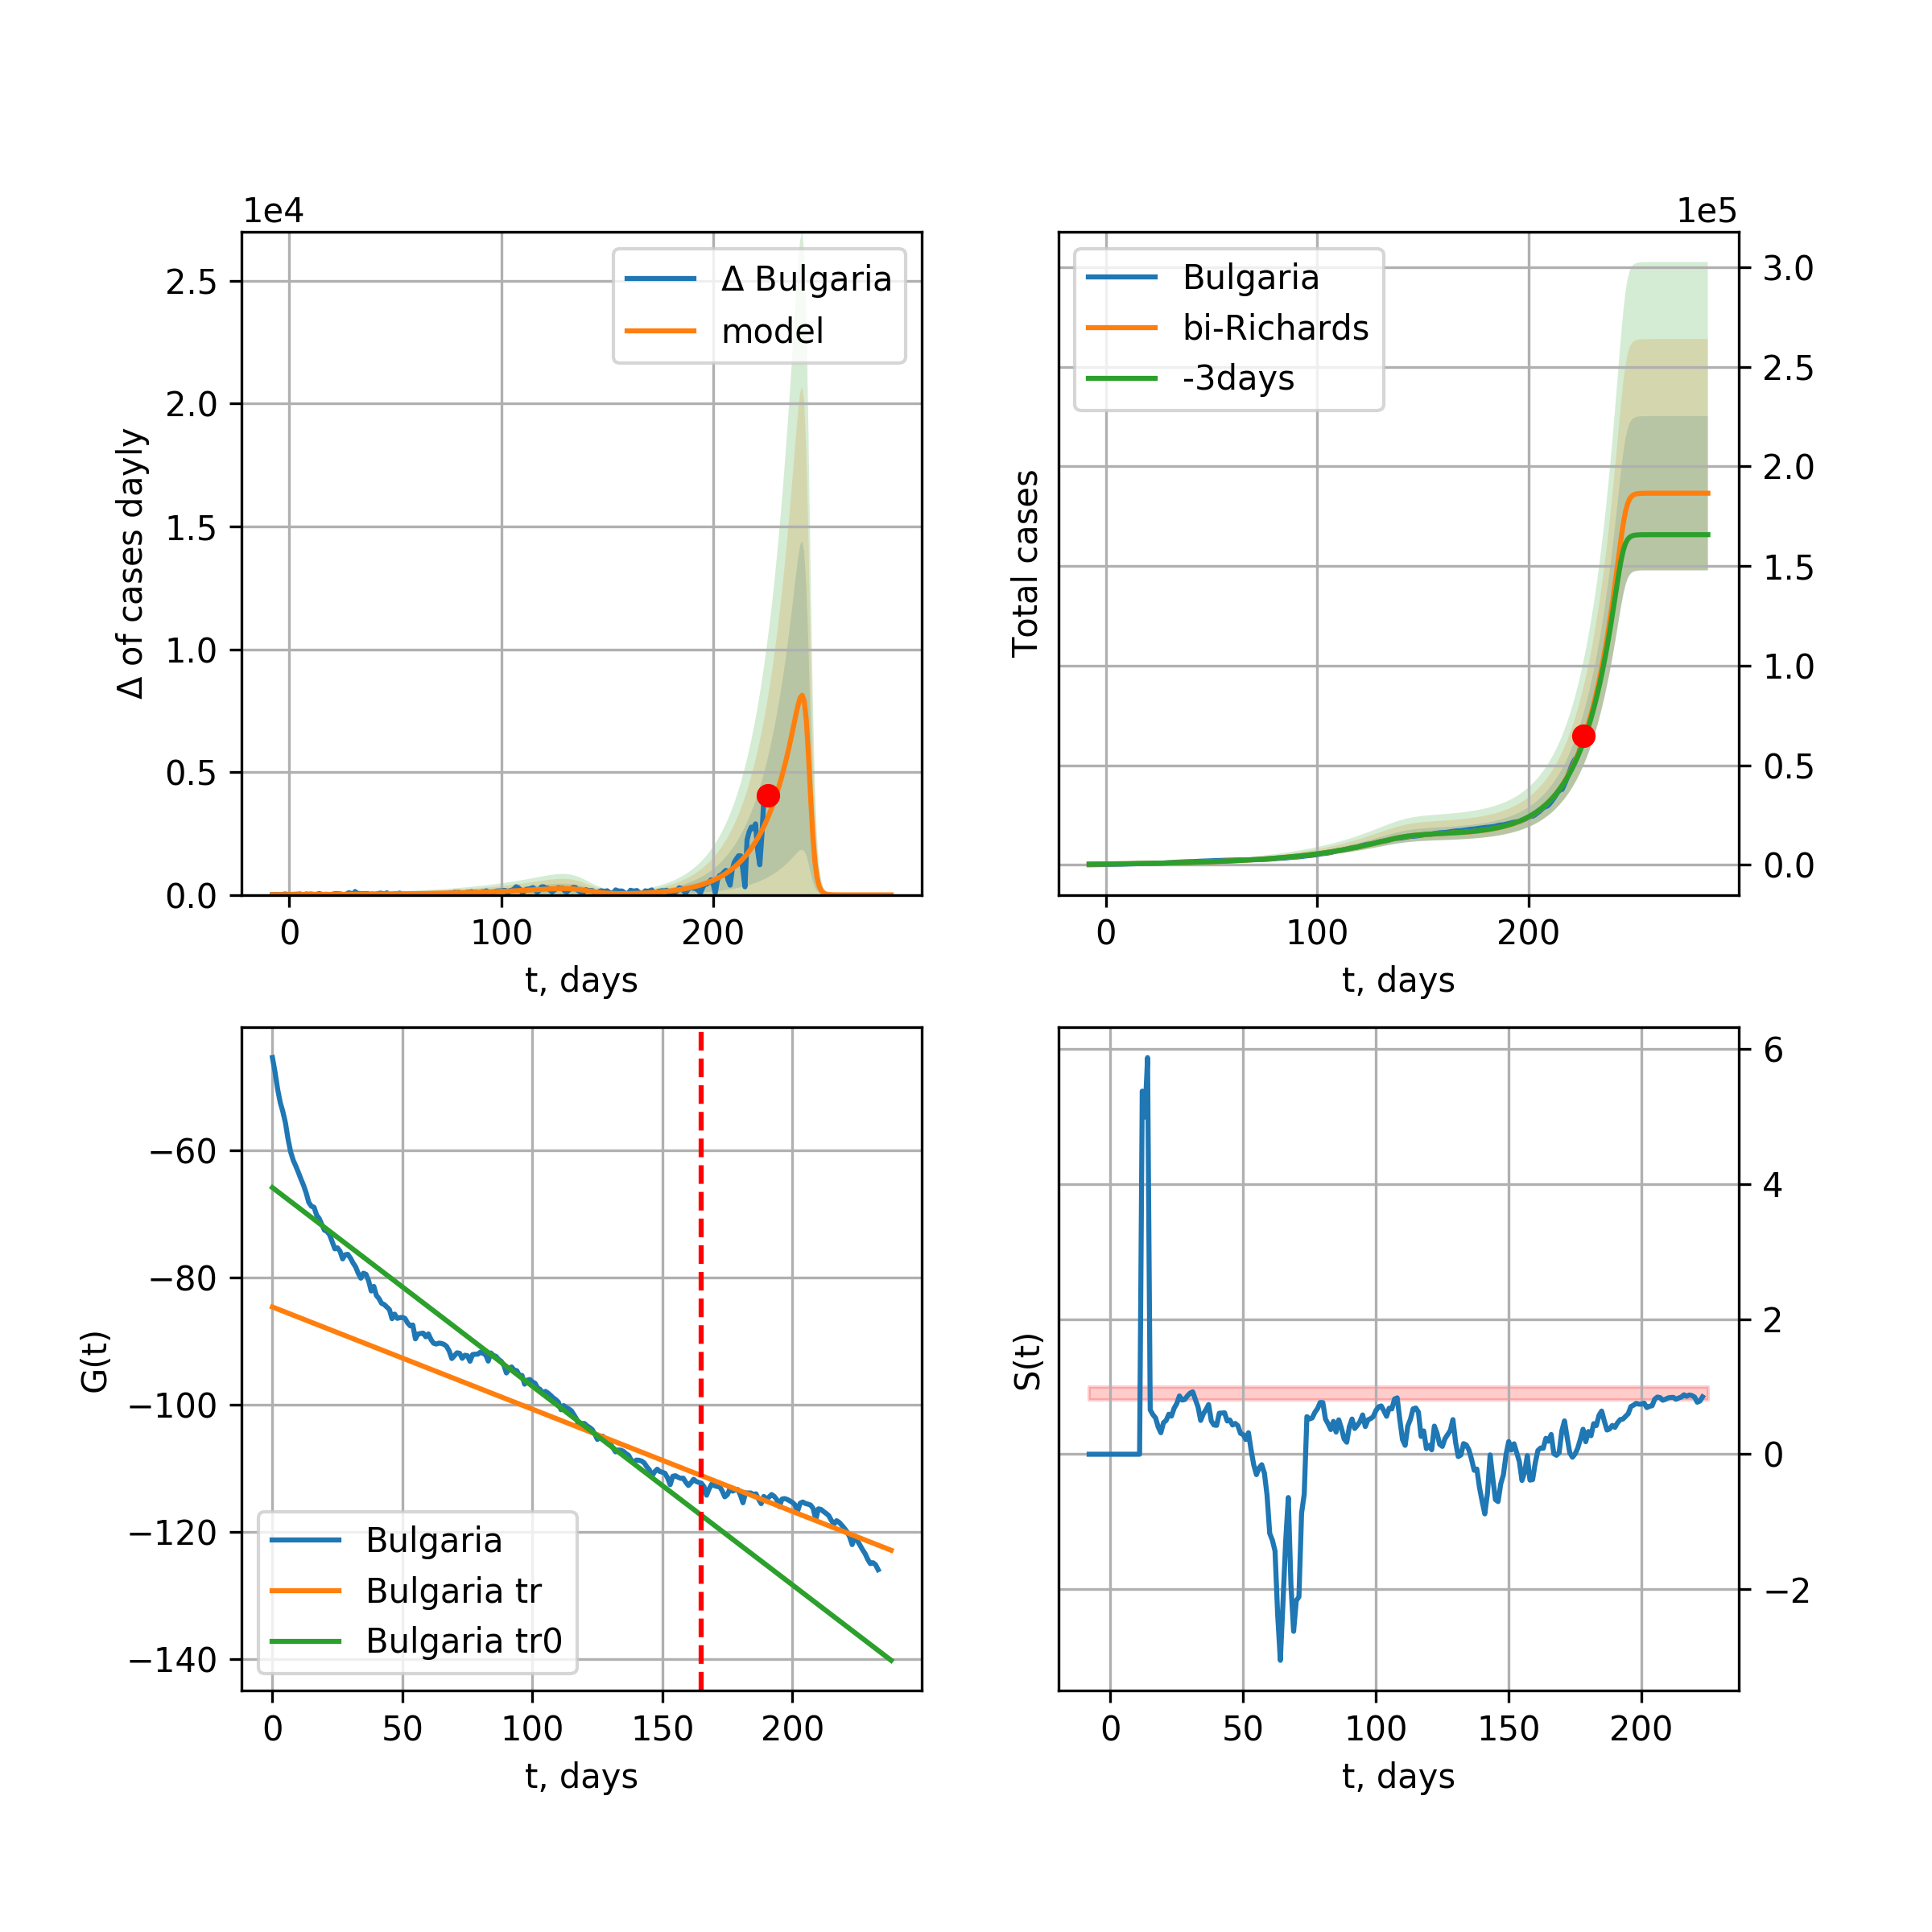 1e4
2.5
2.0
1.5
1.0
0.5
0.0
Δ of cases dayly
Δ Bulgaria
model
0 100 200
t, days
1e5
3.0
2.5
2.0
1.5
1.0
0.5
0.0
Total cases
Bulgaria
bi-Richards
-3days
0 100 200
t, days
−60
−80
−100
−120
−140
G(t)
Bulgaria
Bulgaria tr
Bulgaria tr0
0 50 100 150 200
t, days
6
4
2
0
−2
S(t)
0 50 100 150 200
t, days